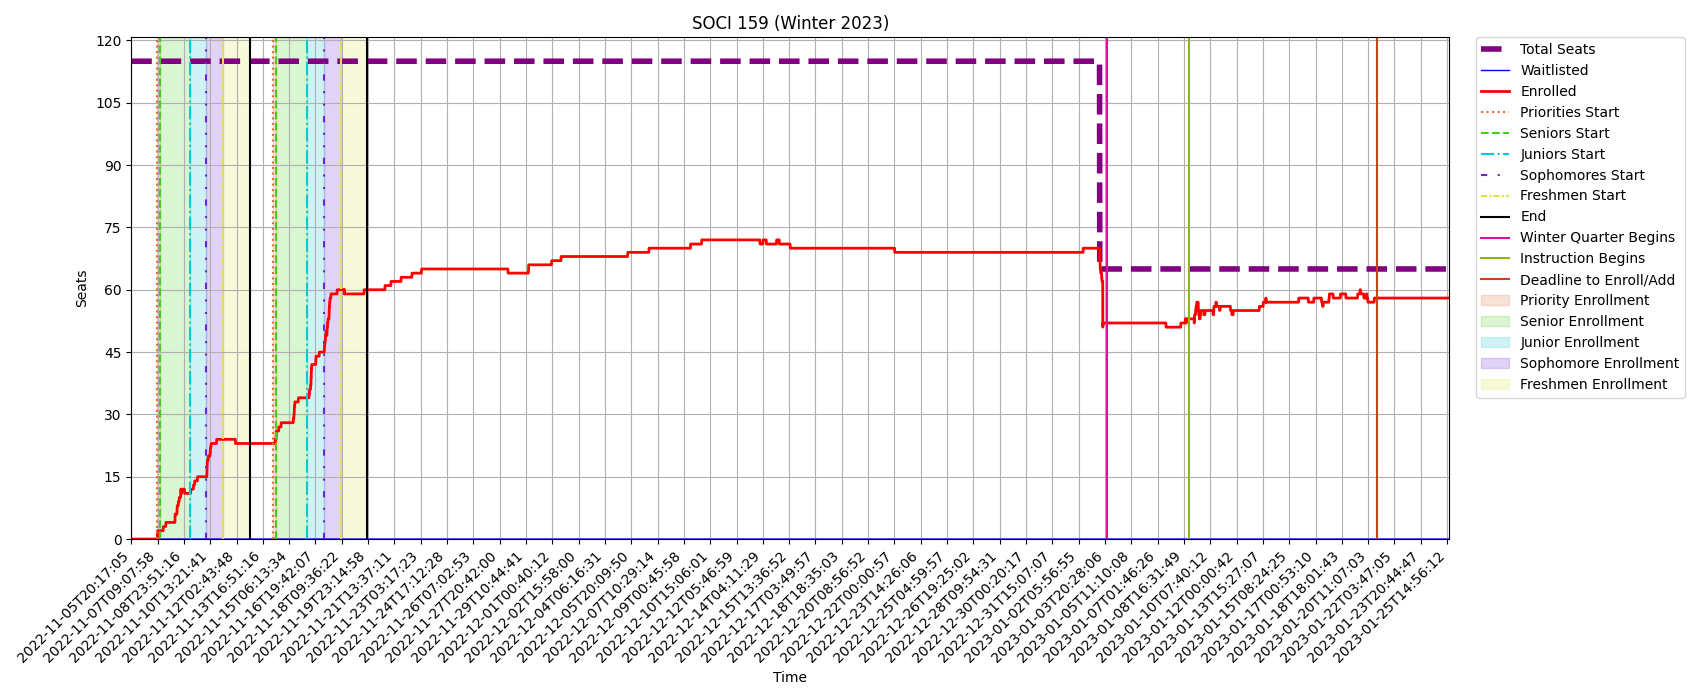 SOCI 159 (Winter 2023)
120
105
90
75
60
45
30
15
0
Seats
2022-11-05T20:17:05
2022-11-07T09:07:58
2022-11-08T23:51:16
2022-11-10T13:21:41
2022-11-12T02:43:48
2022-11-13T16:51:16
2022-11-15T06:13:34
2022-11-16T19:42:07
2022-11-18T09:36:22
2022-11-19T23:14:58
2022-11-21T13:37:11
2022-11-23T03:17:23
2022-11-24T17:12:28
2022-11-26T07:02:53
2022-11-27T20:42:00
2022-11-29T10:44:41
2022-12-01T00:40:12
2022-12-02T15:58:00
2022-12-04T06:16:31
2022-12-05T20:09:50
2022-12-07T10:29:14
2022-12-09T00:45:58
2022-12-10T15:06:01
2022-12-12T05:46:59
2022-12-14T04:11:29
2022-12-15T13:36:52
2022-12-17T03:49:57
2022-12-18T18:35:03
2022-12-20T08:56:52
2022-12-22T00:00:57
2022-12-23T14:26:06
2022-12-25T04:59:57
2022-12-26T19:25:02
2022-12-28T09:54:31
2022-12-30T00:20:17
2022-12-31T15:07:07
2023-01-02T05:56:55
2023-01-03T20:28:06
2023-01-05T11:10:08
2023-01-07T01:46:26
2023-01-08T16:31:49
2023-01-10T07:40:12
2023-01-12T00:00:42
2023-01-13T15:27:07
2023-01-15T08:24:25
2023-01-17T00:53:10
2023-01-18T18:01:43
2023-01-20T11:07:03
2023-01-22T03:47:05
2023-01-23T20:44:47
2023-01-25T14:56:12
Time
Total Seats
Waitlisted
Enrolled
Priorities Start
Seniors Start
Juniors Start
Sophomores Start
Freshmen Start
End
Winter Quarter Begins
Instruction Begins
Deadline to Enroll/Add
Priority Enrollment
Senior Enrollment
Junior Enrollment
Sophomore Enrollment
Freshmen Enrollment